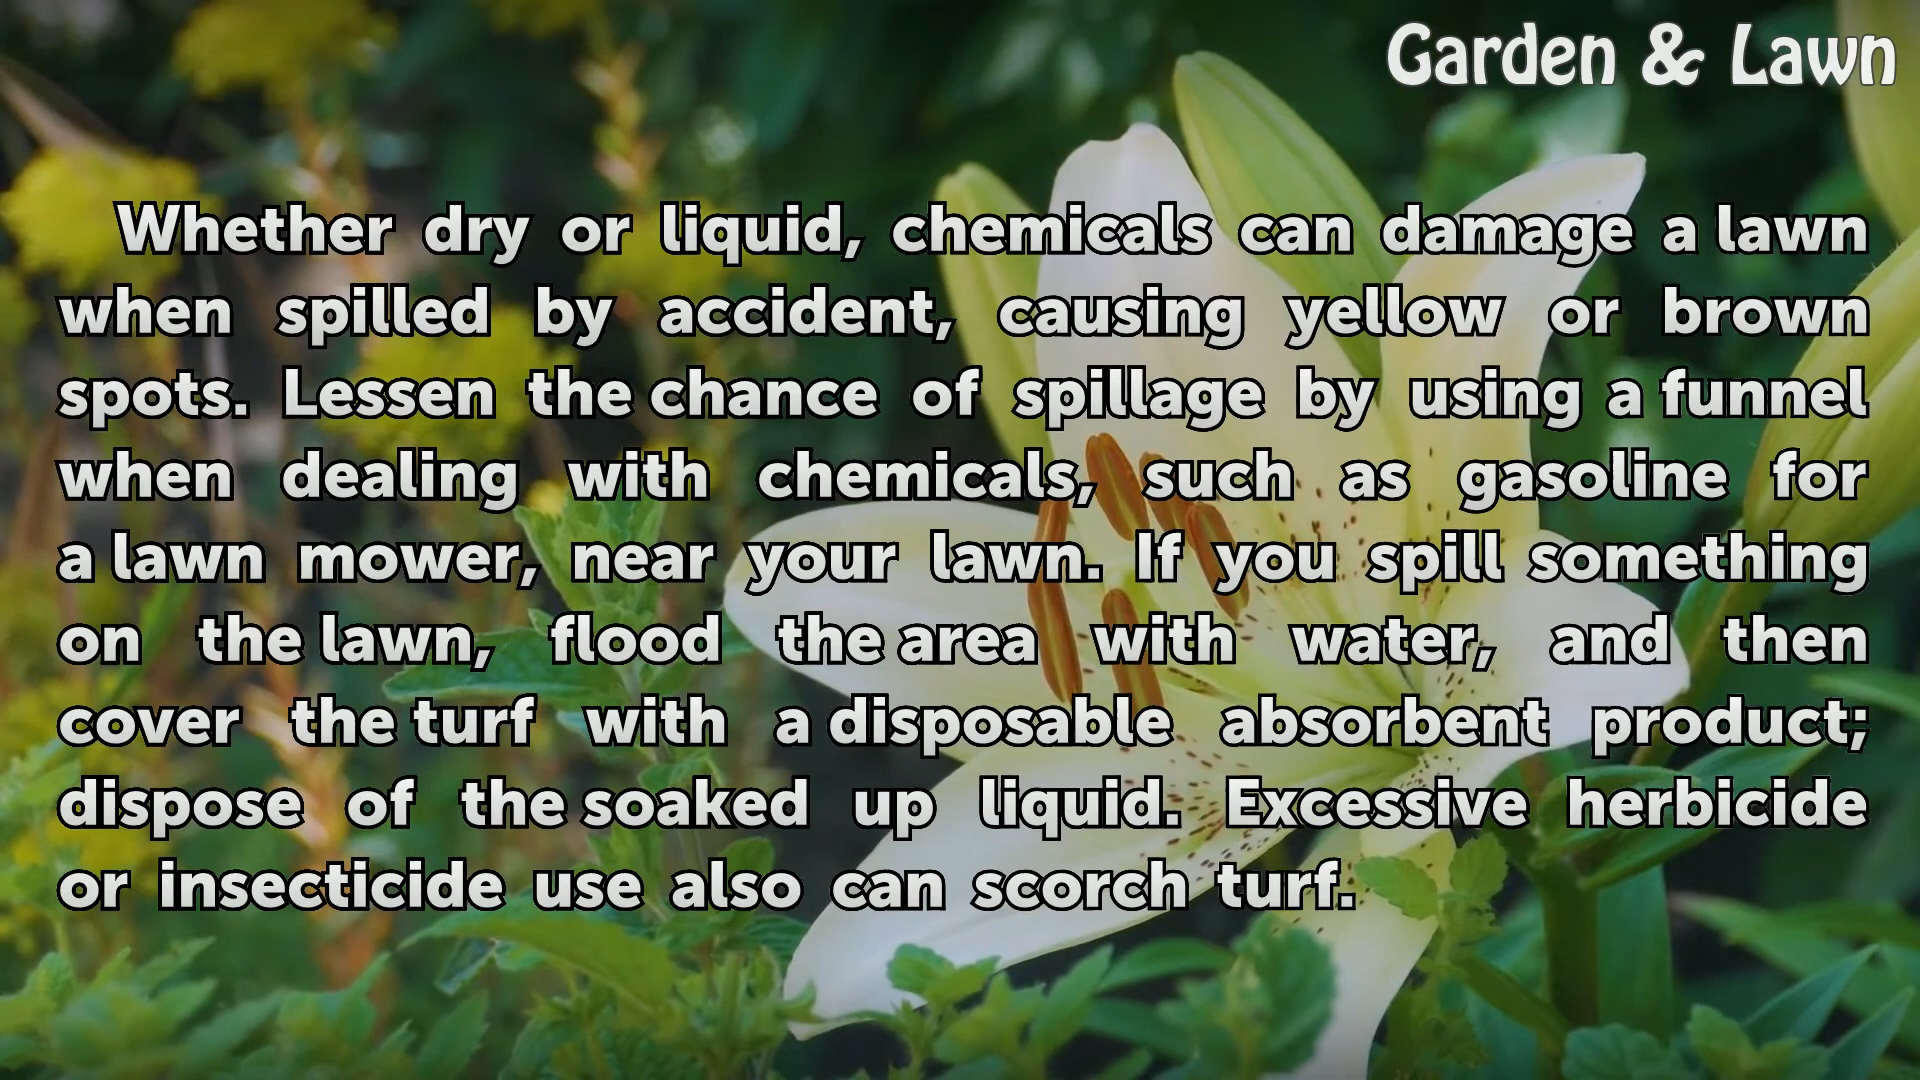 Garden & Lawn
Whether dry or liquid, chemicals can damage a lawn
when spilled by accident, causing yellow or brown
spots. Lessen the chance of spillage by using a funnel
when dealing with chemicals, such as gasoline for
a lawn mower, near your lawn. If you spill something
on the lawn, flood the area with water, and then
cover the turf with a disposable absorbent product;
dispose of the soaked up liquid. Excessive herbicide
or insecticide use also can scorch turf.